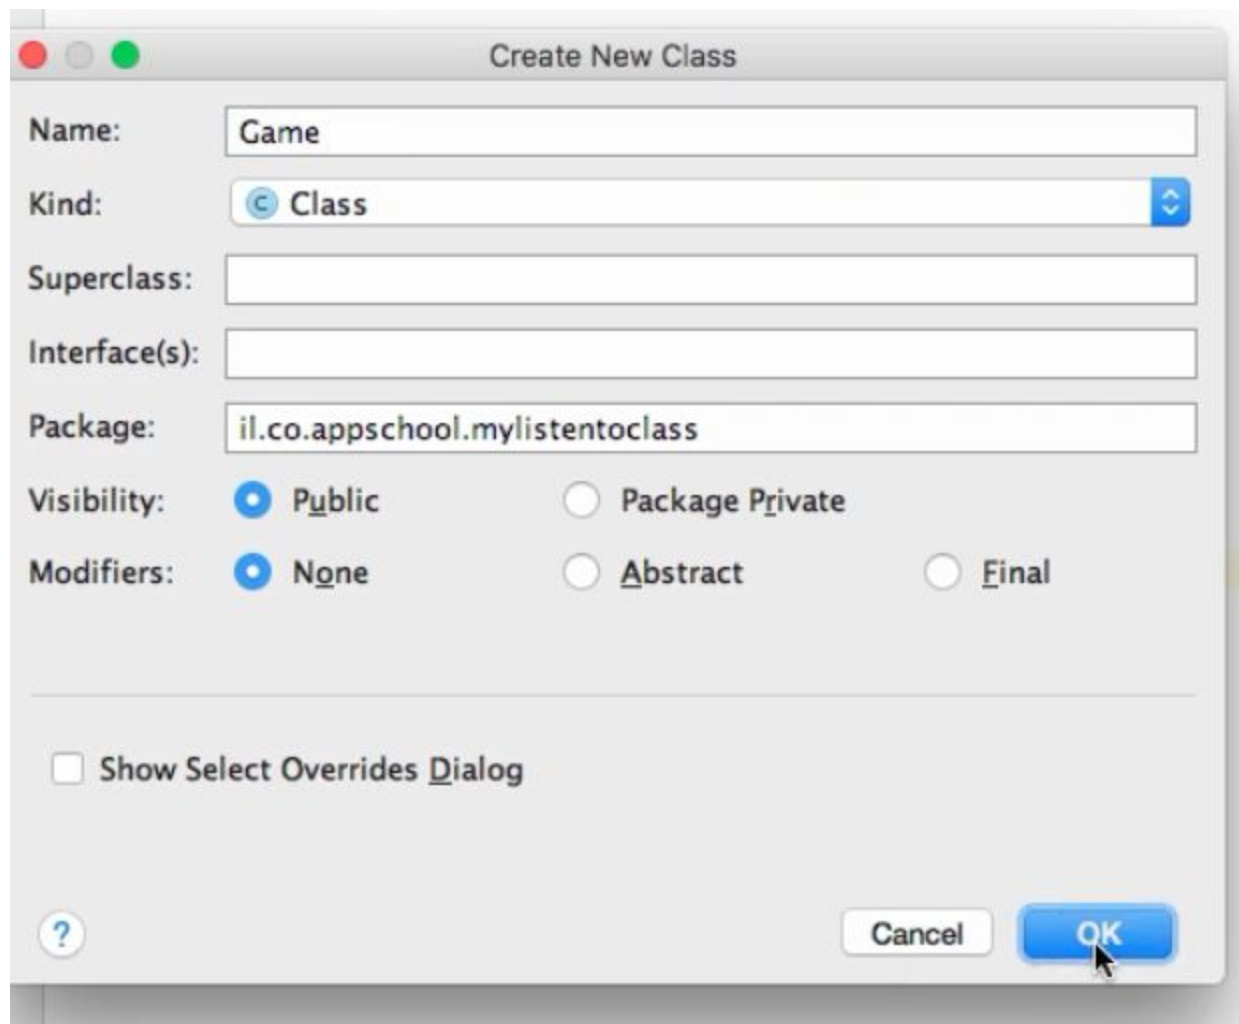 Create New Class
Name: Game
Kind: C Class
Superclass:
Interface(s):
Package: il.co.appschool.mylistentoclass
Visibility: Public Package Private
Modifiers: None Abstract Final
Show Select Overrides Dialog
? Cancel OK